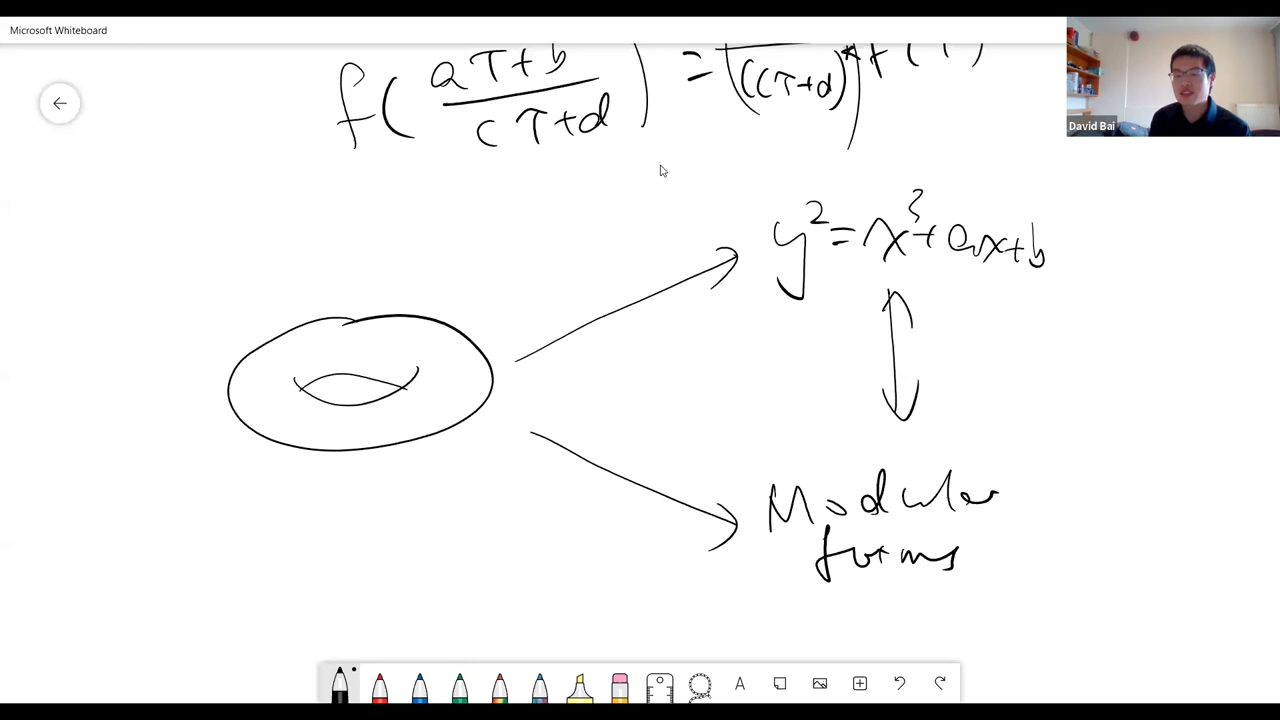 Microsoft Whiteboard
f(aτ+b / cτ+d) = /(cτ+d)^k f(τ)
David Bai
y² = x³ + ax + b
Modular
forms
A